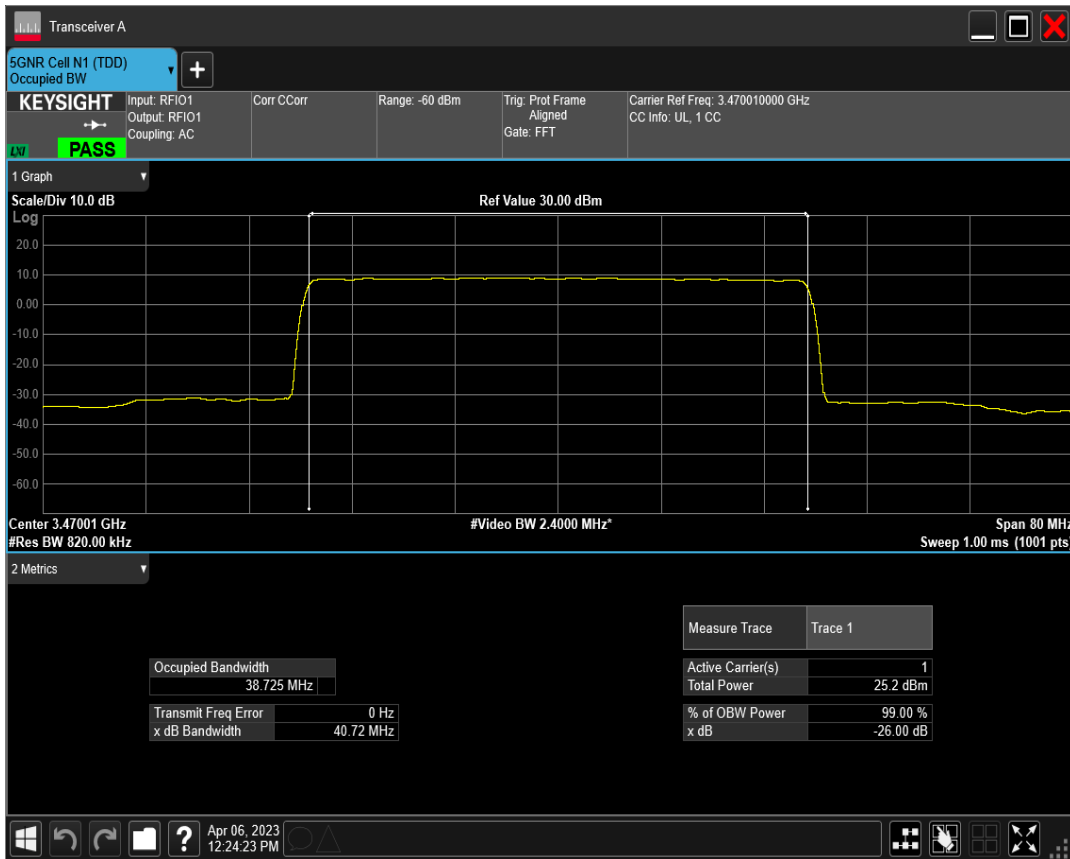 Transceiver A
5GNR Cell N1 (TDD)
Occupied BW
+
KEYSIGHT
LXI
PASS
Input: RFIO1
Output: RFIO1
Coupling: AC
Corr CCorr
Range: -60 dBm
Trig: Prot Frame
Aligned
Gate: FFT
Carrier Ref Freq: 3.470010000 GHz
CC Info: UL, 1 CC
1 Graph
Scale/Div 10.0 dB
Ref Value 30.00 dBm
Log
20.0
10.0
0.00
-10.0
-20.0
-30.0
-40.0
-50.0
-60.0
Center 3.47001 GHz
#Video BW 2.4000 MHz*
Span 80 MHz
#Res BW 820.00 kHz
Sweep 1.00 ms (1001 pts)
2 Metrics
Measure Trace Trace 1
Occupied Bandwidth
38.725 MHz
Transmit Freq Error 0 Hz
x dB Bandwidth 40.72 MHz
Active Carrier(s) 1
Total Power 25.2 dBm
% of OBW Power 99.00 %
x dB -26.00 dB
?
Apr 06, 2023
12:24:23 PM